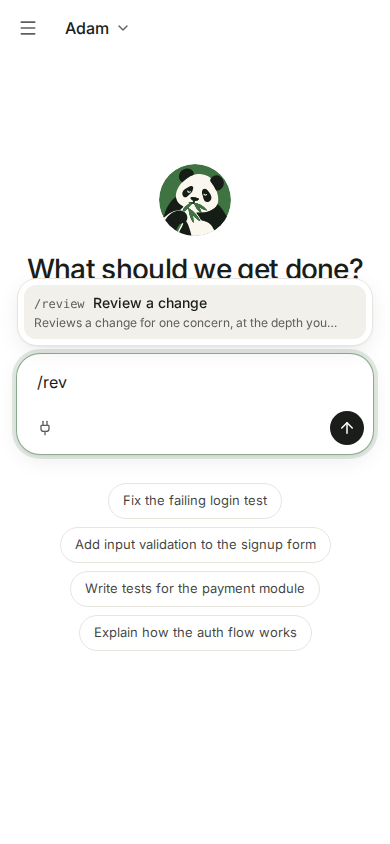 Adam
What should we get done?
/review Review a change
Reviews a change for one concern, at the depth you...
/rev
Fix the failing login test
Add input validation to the signup form
Write tests for the payment module
Explain how the auth flow works